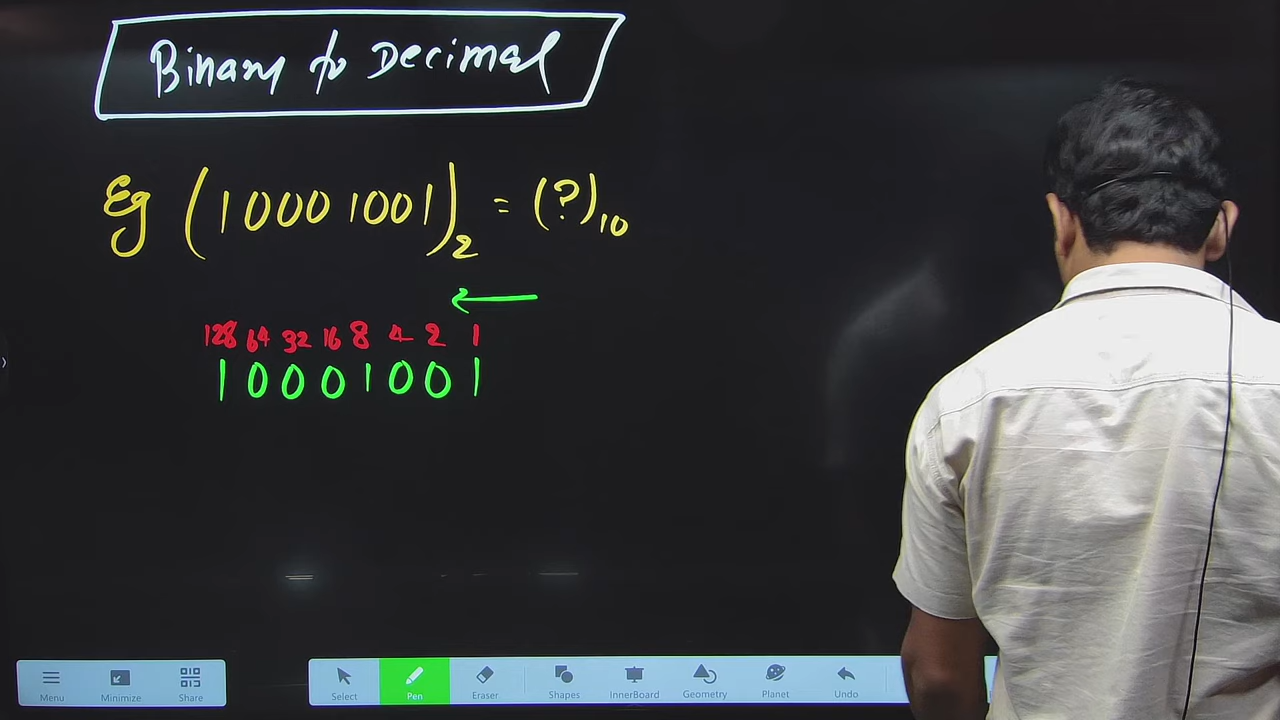 Binary to Decimal
Eg (10001001)₂ = (?)₁₀
←
128 64 32 16 8 4 2 1
1 0 0 0 1 0 0 1
Menu Minimize Share Select Pen Eraser Shapes InnerBoard Geometry Planet Undo